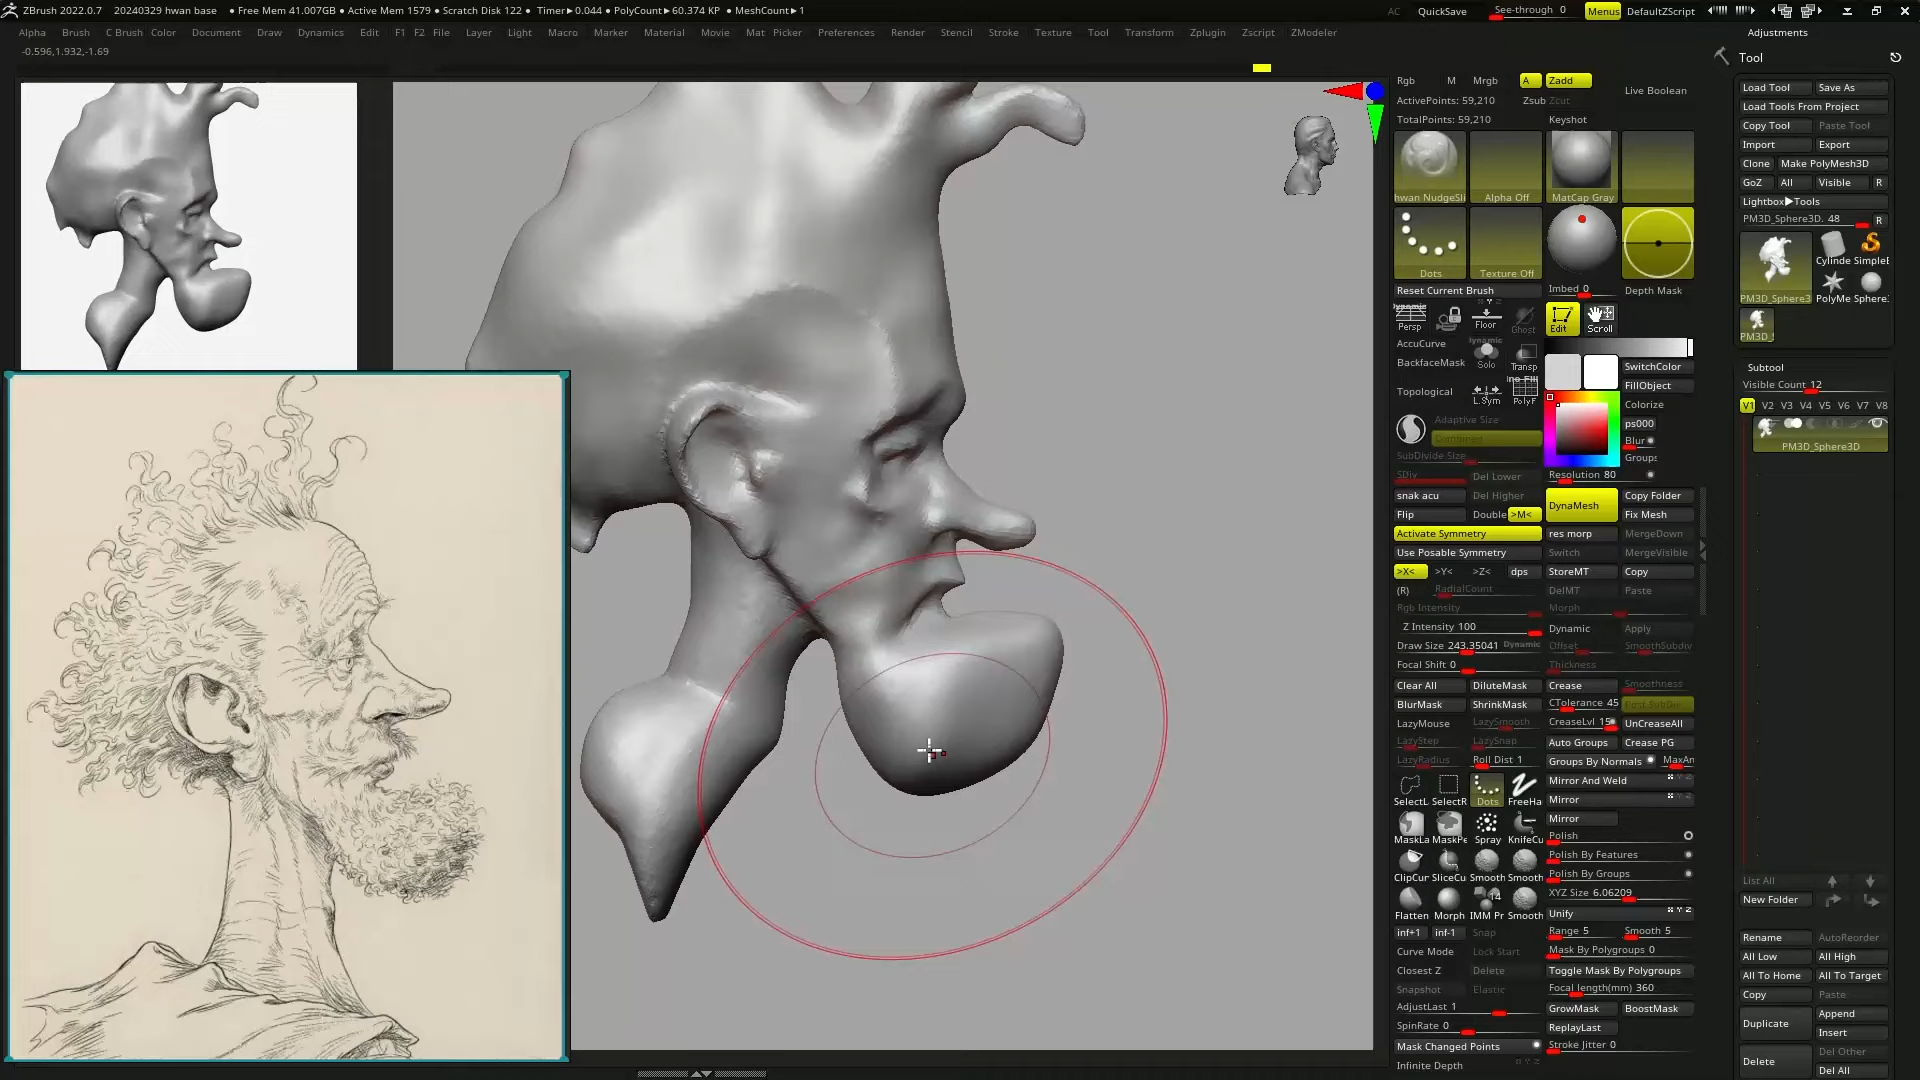 ZBrush 2022.0.7 20240329 hwan base • Free Mem 41.007GB • Active Mem 1579 • Scratch Disk 122 • Timer▶0.044 • PolyCount▶60.374 KP • MeshCount▶1
AC QuickSave See-through 0 Menus DefaultZScript
Alpha Brush C Brush Color Document Draw Dynamics Edit F1 F2 File Layer Light Macro Marker Material Movie Mat Picker Preferences Render Stencil Stroke Texture Tool Transform Zplugin Zscript ZModeler
-0.596,1.932,-1.69
Rgb M Mrgb A Zadd
ActivePoints: 59,210 Zsub Zcut Live Boolean
TotalPoints: 59,210 Keyshot
hwan NudgeSli Alpha Off MatCap Gray
Dots Texture Off
Reset Current Brush Imbed 0 Depth Mask
Dynamic
Persp Floor Ghost Edit Scroll
AccuCurve Dynamic
BackfaceMask Solo Transp SwitchColor
Topological L.Sym PolyF FillObject
Adaptive Size Colorize
Combined ps000
SubDivide Size Blur
SDiv Del Lower Groups
Resolution 80
snak acu Del Higher DynaMesh Copy Folder
Flip Double >M< Fix Mesh
Activate Symmetry res morp MergeDown
Use Posable Symmetry Switch MergeVisible
>X< >Y< >Z< dps StoreMT Copy
(R) RadialCount DelMT Paste
Rgb Intensity Morph
Z Intensity 100 Dynamic Apply
Draw Size 243.35041 Dynamic Offset SmoothSubdiv
Focal Shift 0 Thickness
Clear All DiluteMask Crease Smoothness
BlurMask ShrinkMask CTolerance 45
LazyMouse LazySmooth CreaseLvl 15 UnCreaseAll
LazyStep LazySnap Auto Groups Crease PG
LazyRadius Roll Dist 1 Groups By Normals MaxAn
SelectL SelectR Dots FreeHa Mirror And Weld
Mirror
Mirror
MaskLa MaskPe Spray KnifeCu Polish
Polish By Features
ClipCur SliceCu Smooth Smooth Polish By Groups
XYZ Size 6.06209
Flatten Morph IMM Pr Smooth 14
Unify
inf+1 inf-1 Snap Range 5 Smooth 5
Curve Mode Lock Start Mask By Polygroups 0
Closest Z Delete Toggle Mask By Polygroups
Snapshot Elastic Focal length(mm) 360
AdjustLast 1 GrowMask BoostMask
SpinRate 0 ReplayLast
Mask Changed Points Stroke Jitter 0
Infinite Depth
Adjustments
Tool
Load Tool Save As
Load Tools From Project
Copy Tool Paste Tool
Import Export
Clone Make PolyMesh3D
GoZ All Visible R
Lightbox▶Tools
PM3D_Sphere3D. 48 R
Cylinde SimpleE
PM3D_Sphere3 PolyMe Sphere.
PM3D_S
Subtool
Visible Count 12
V1 V2 V3 V4 V5 V6 V7 V8
PM3D_Sphere3D
List All
New Folder
Rename AutoReorder
All Low All High
All To Home All To Target
Copy Paste
Duplicate Append
Insert
Delete Del Other
Del All